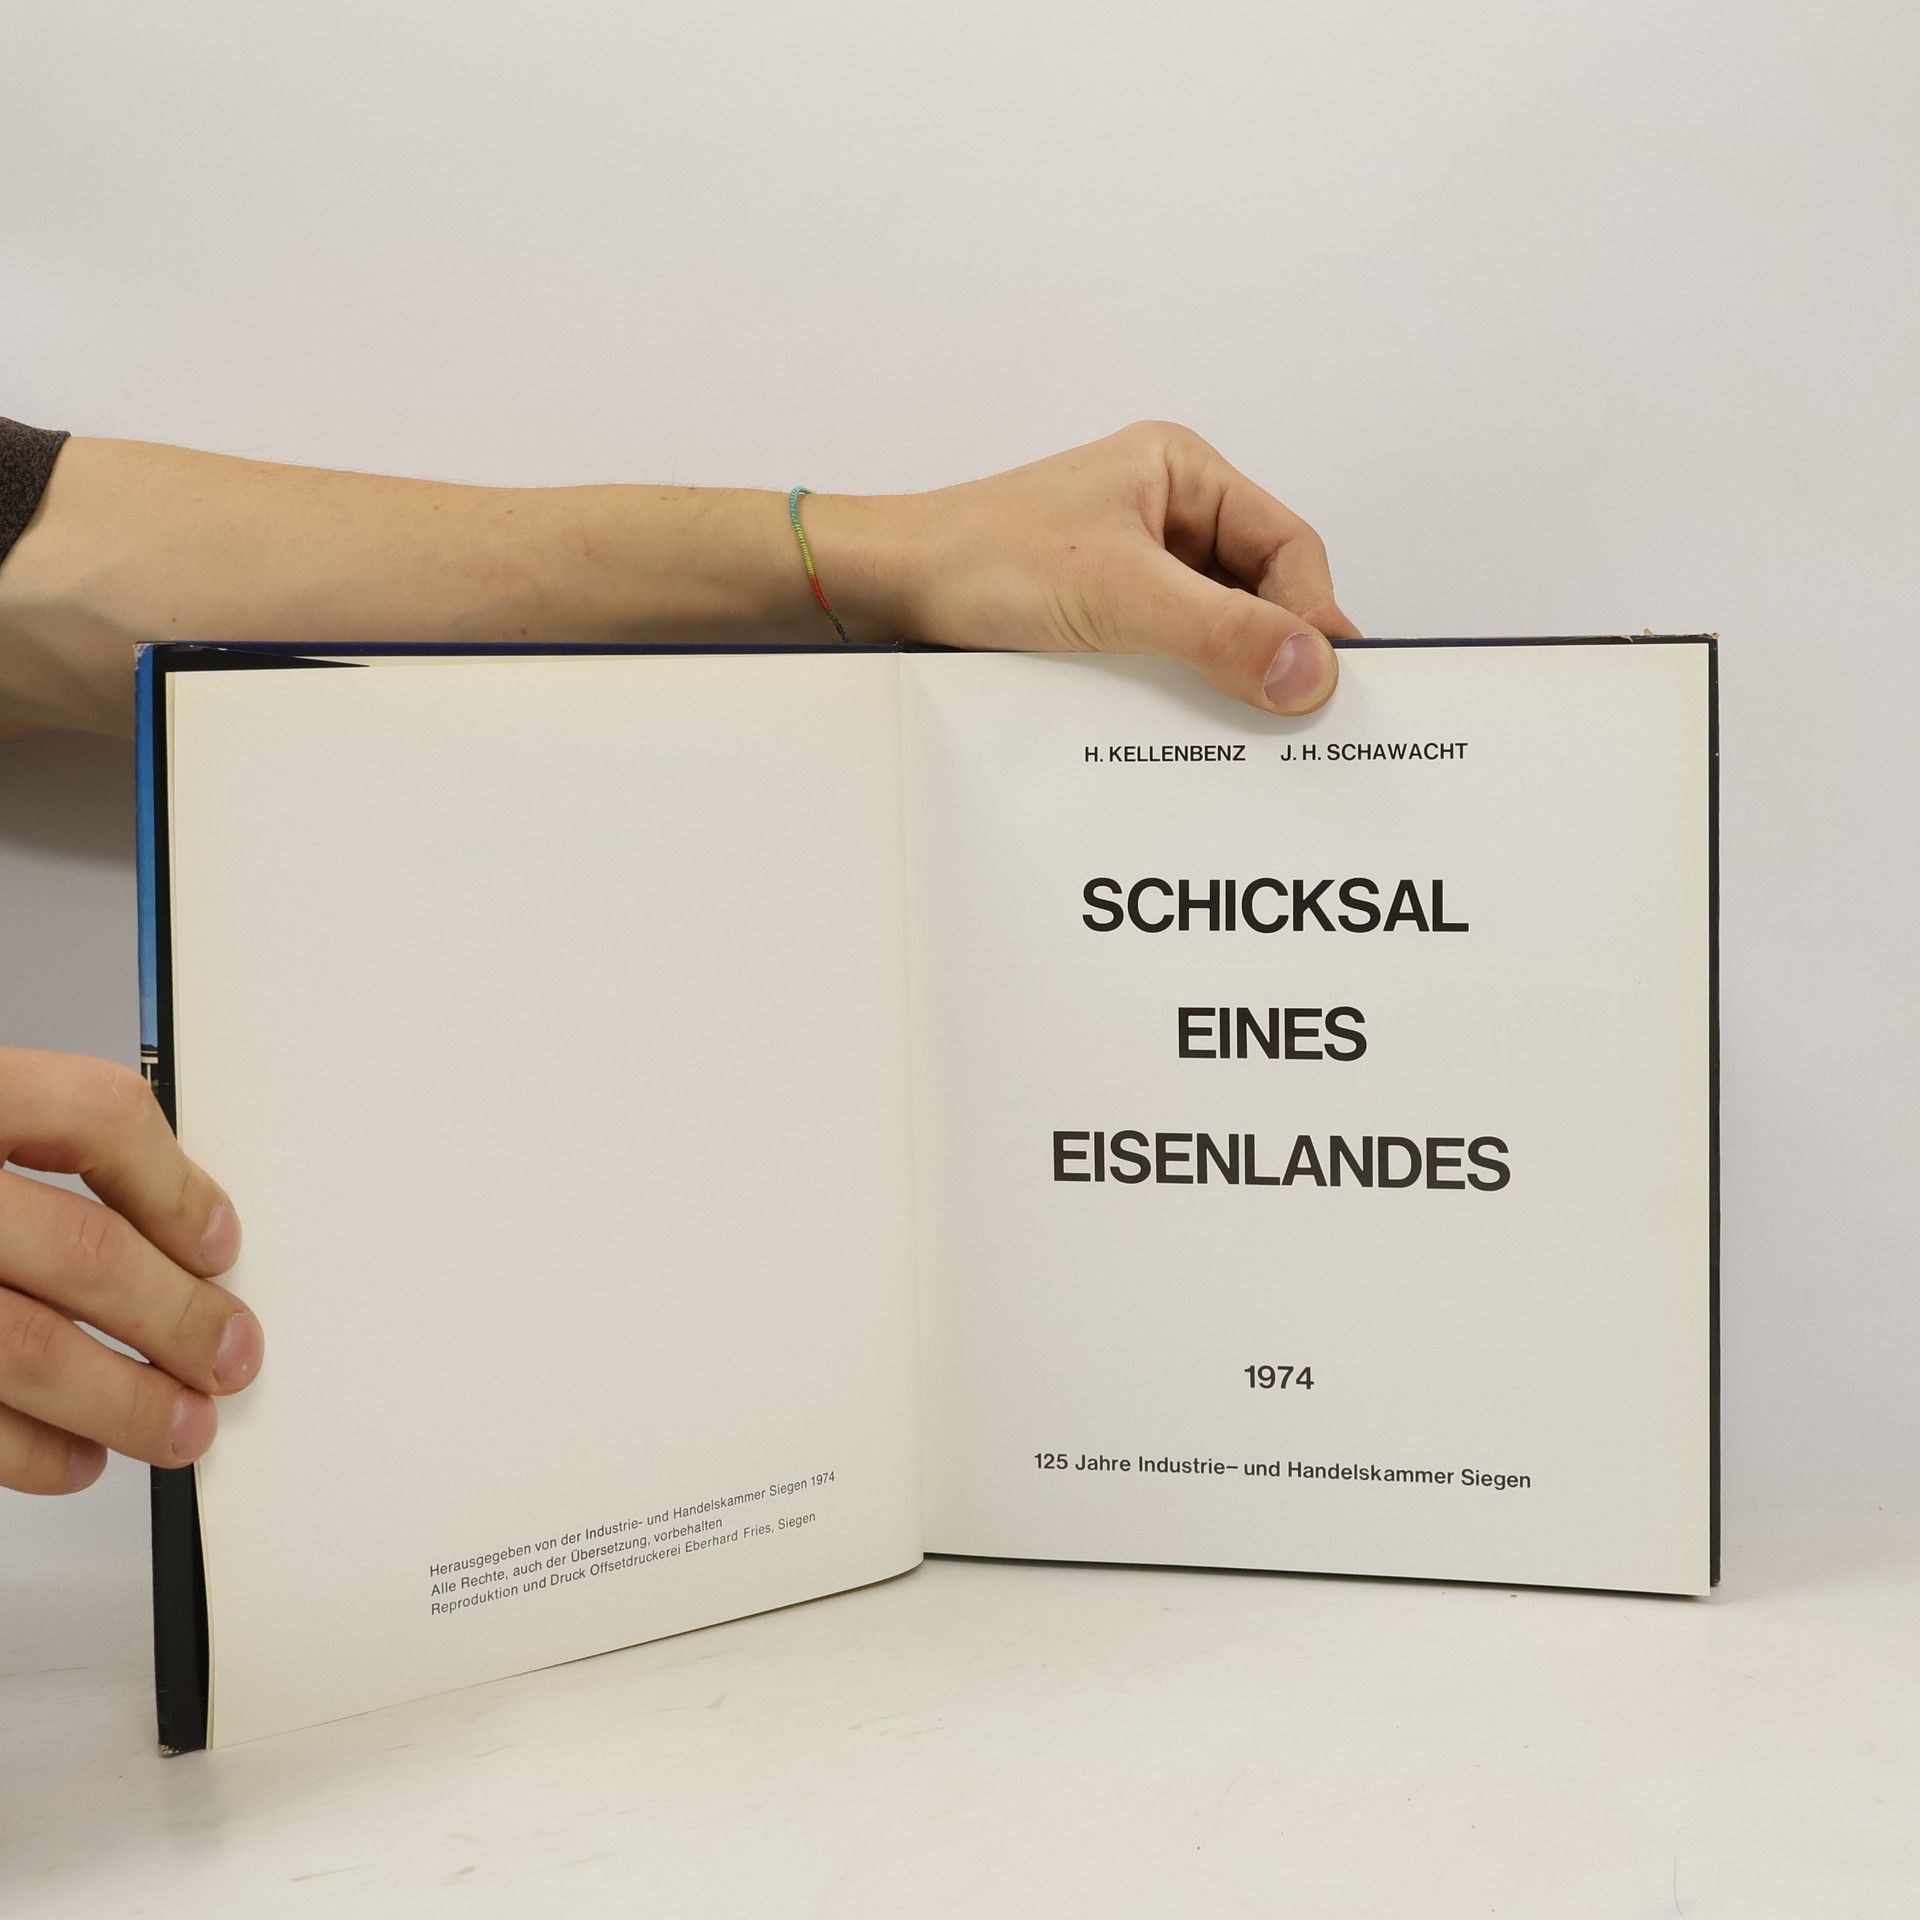 Herausgegeben von der Industrie- und Handelskammer Siegen 1974
Alle Rechte, auch der Übersetzung, vorbehalten
Reproduktion und Druck Offsetdruckerei Eberhard Fries, Siegen
H. KELLENBENZ J. H. SCHAWACHT
SCHICKSAL
EINES
EISENLANDES
1974
125 Jahre Industrie– und Handelskammer Siegen